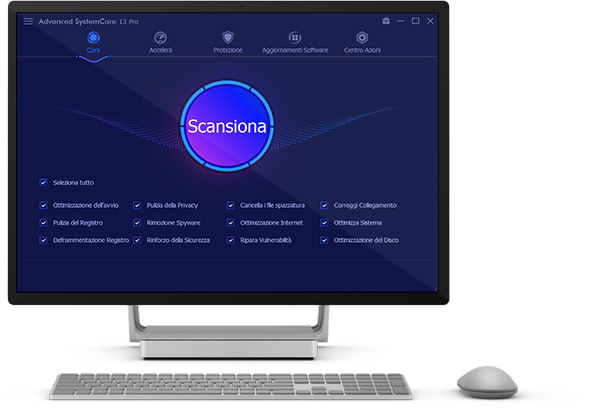 Advanced SystemCare 13 Pro
Cura Accelera Protezione Aggiornamenti Software Centro Azioni
Scansiona
Seleziona tutto
Ottimizzazione dell'avvio Pulizia della Privacy Cancella i file spazzatura Correggi Collegamento
Pulizia del Registro Rimozione Spyware Ottimizzazione Internet Ottimizza Sistema
Deframmentazione Registro Rinforzo della Sicurezza Ripara Vulnerabilità Ottimizzazione del Disco